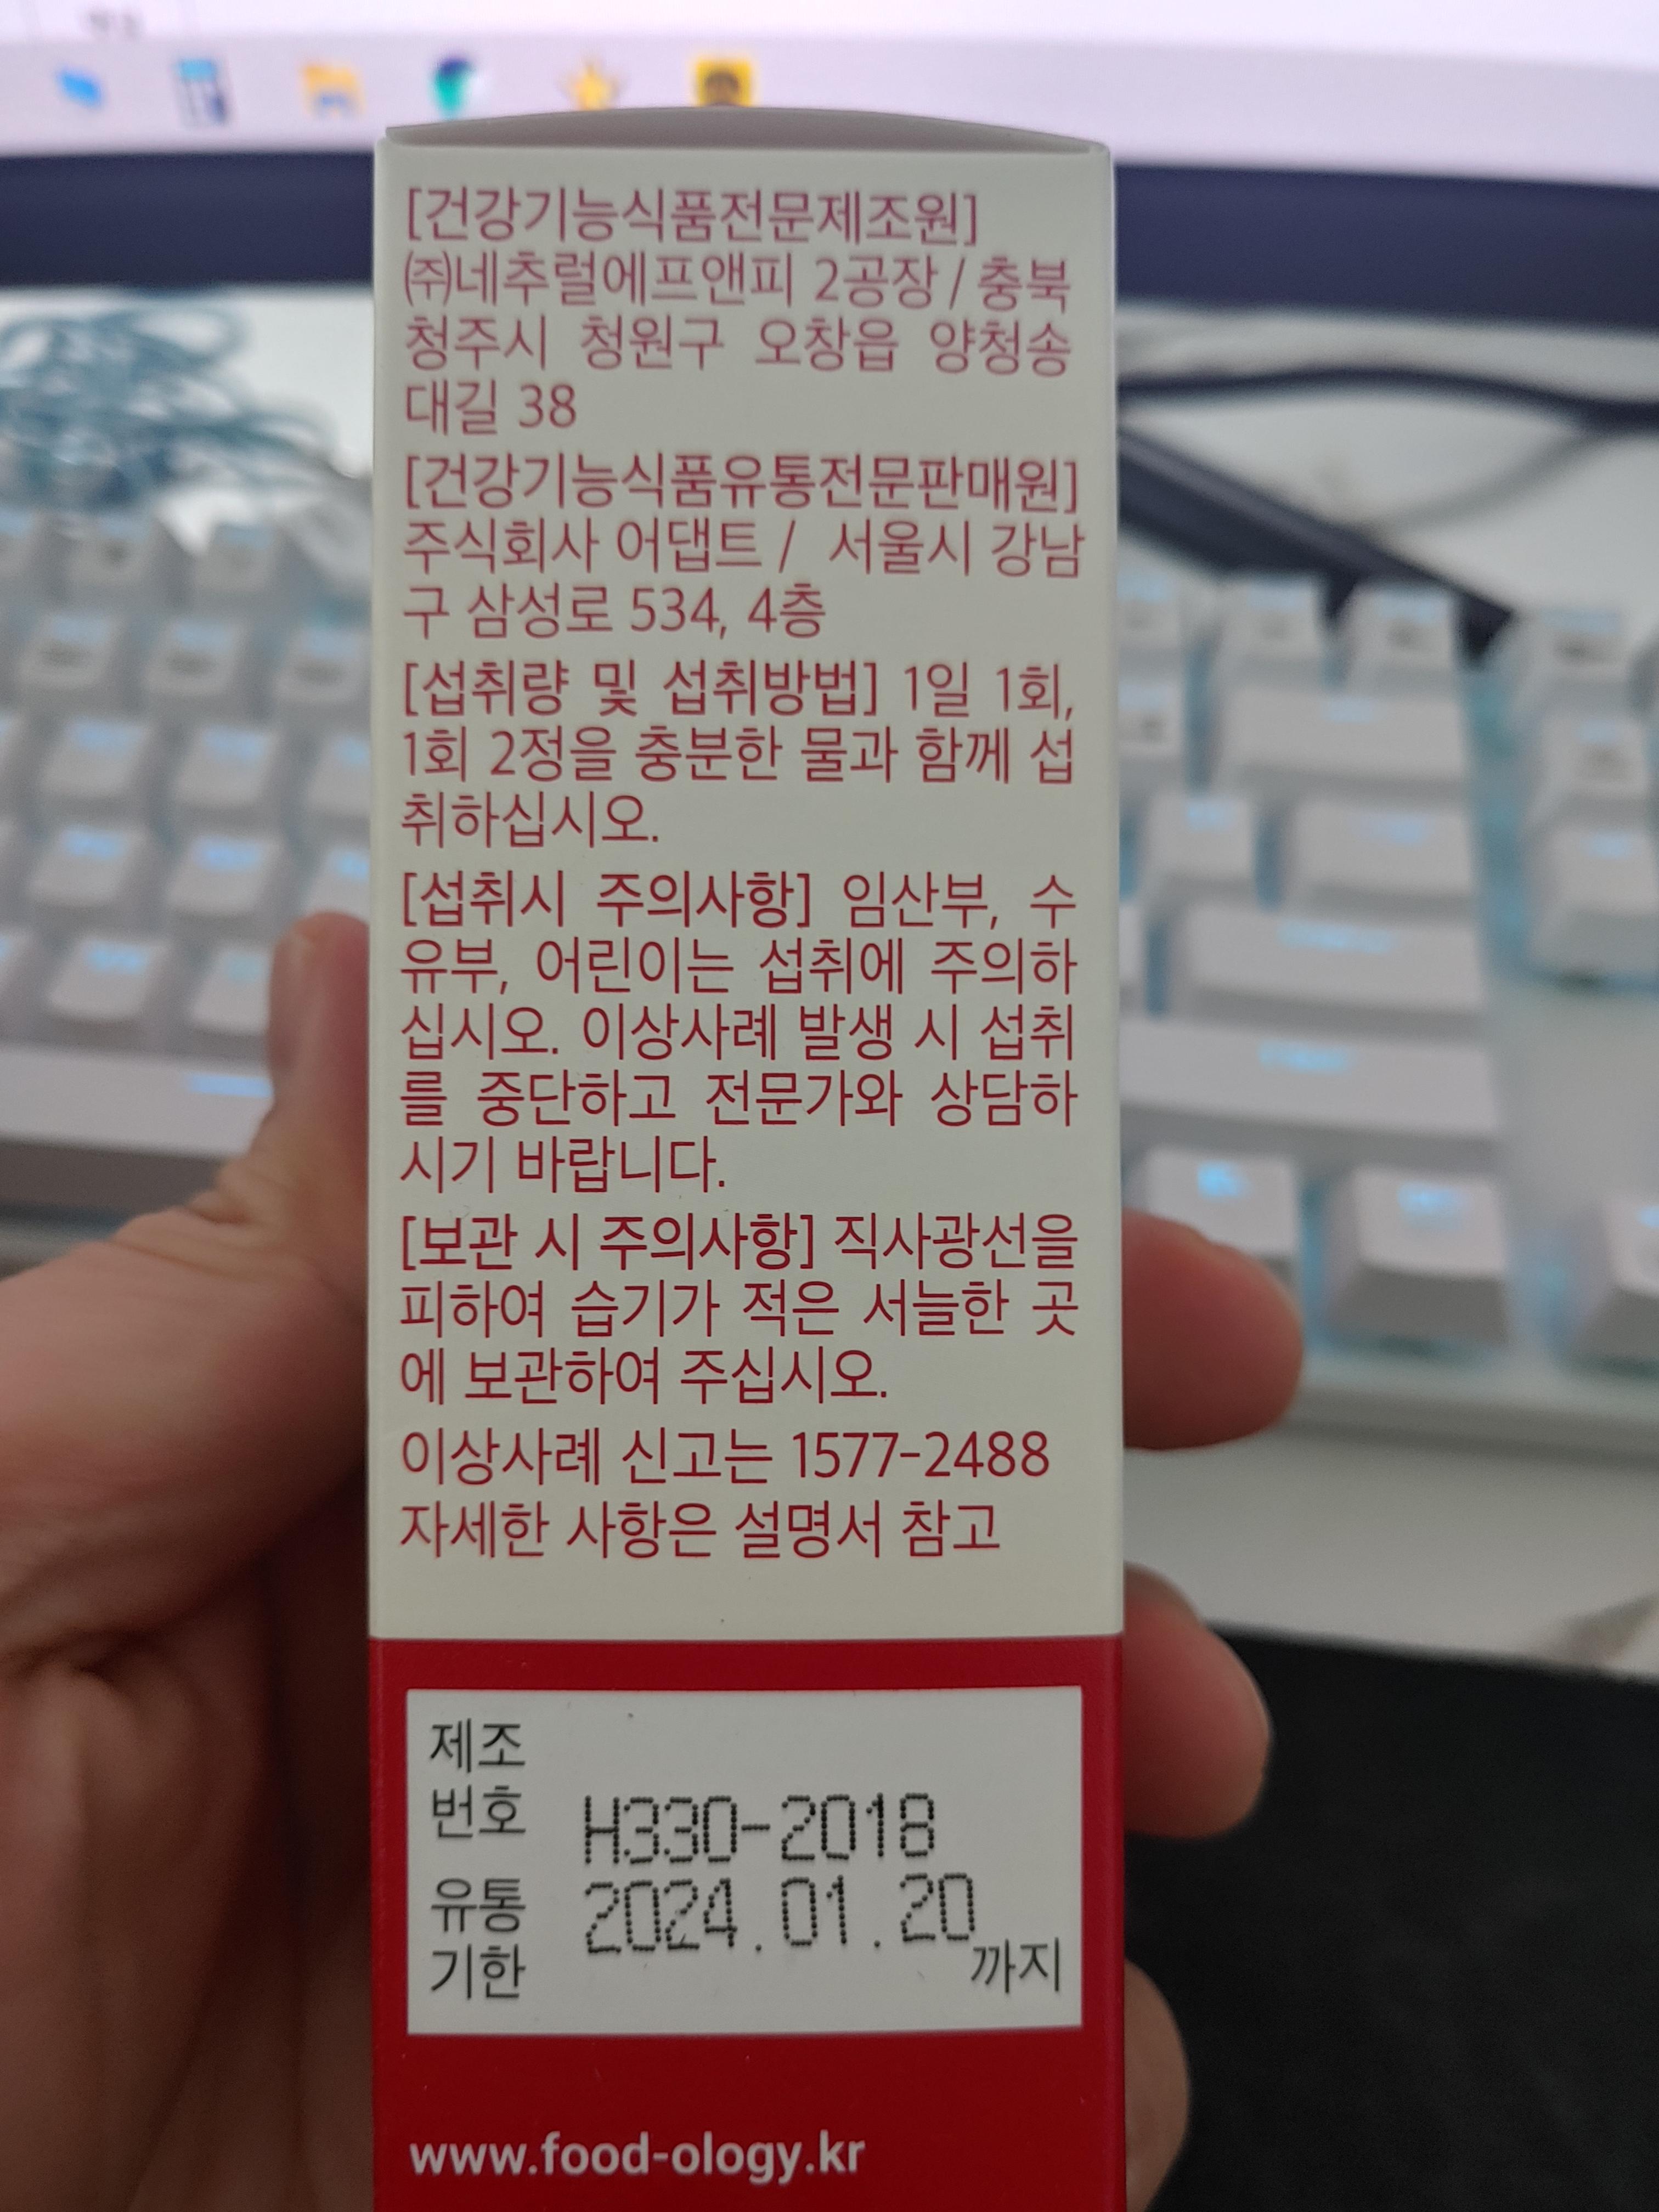 [건강기능식품전문제조원]
㈜네추럴에프앤피 2공장 / 충북
청주시 청원구 오창읍 양청송
대길 38
[건강기능식품유통전문판매원]
주식회사 어댑트 / 서울시 강남
구 삼성로 534, 4층
[섭취량 및 섭취방법] 1일 1회,
1회 2정을 충분한 물과 함께 섭
취하십시오.
[섭취시 주의사항] 임산부, 수
유부, 어린이는 섭취에 주의하
십시오. 이상사례 발생 시 섭취
를 중단하고 전문가와 상담하
시기 바랍니다.
[보관 시 주의사항] 직사광선을
피하여 습기가 적은 서늘한 곳
에 보관하여 주십시오.
이상사례 신고는 1577-2488
자세한 사항은 설명서 참고
제조
번호 H330-2018
유통 2024.01.20
기한 까지
www.food-ology.kr